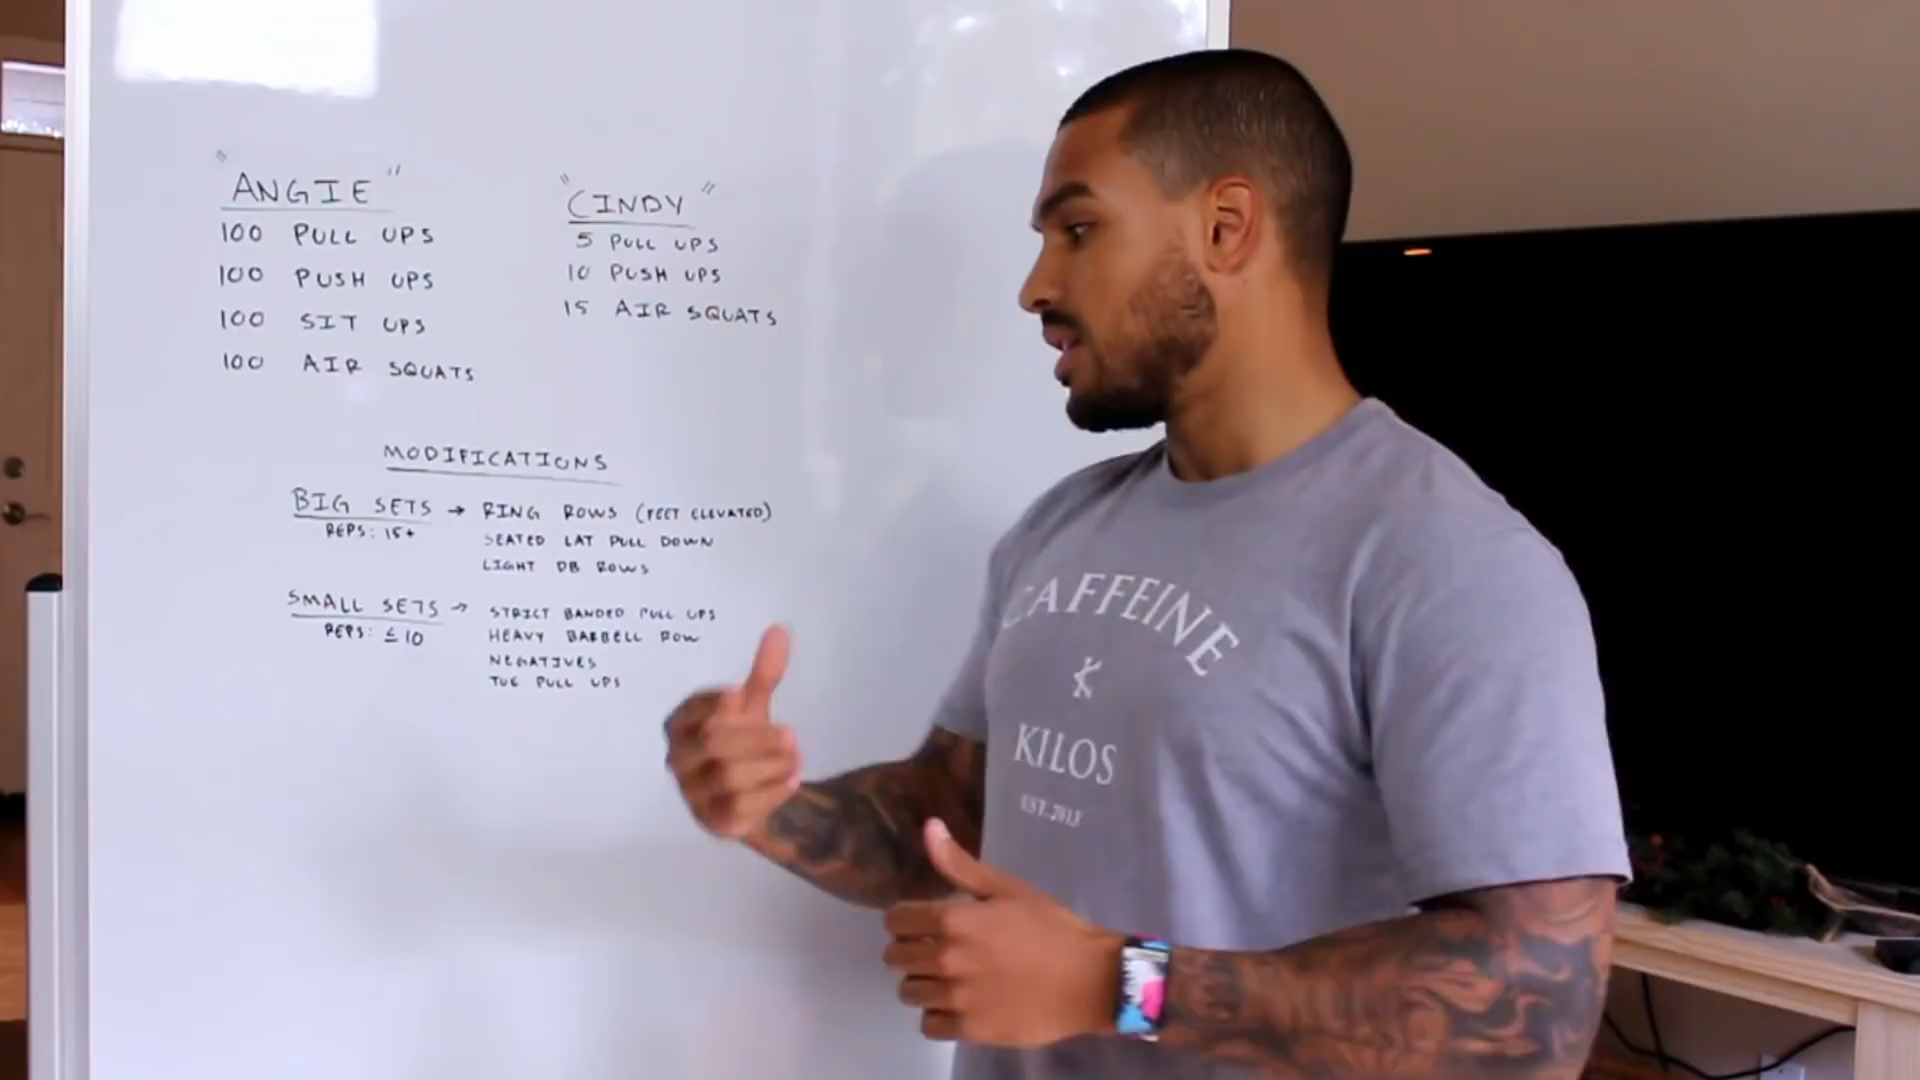 "ANGIE"
100 PULL UPS
100 PUSH UPS
100 SIT UPS
100 AIR SQUATS
"CINDY"
5 PULL UPS
10 PUSH UPS
15 AIR SQUATS
MODIFICATIONS
BIG SETS → RING ROWS (FEET ELEVATED)
REPS: 15+
SEATED LAT PULL DOWN
LIGHT DB ROWS
SMALL SETS → STRICT BANDED PULL UPS
REPS: ≤ 10
HEAVY BARBELL ROW
NEGATIVES
PULL UPS
CAFFEINE
K
KILOS
EST. 2013